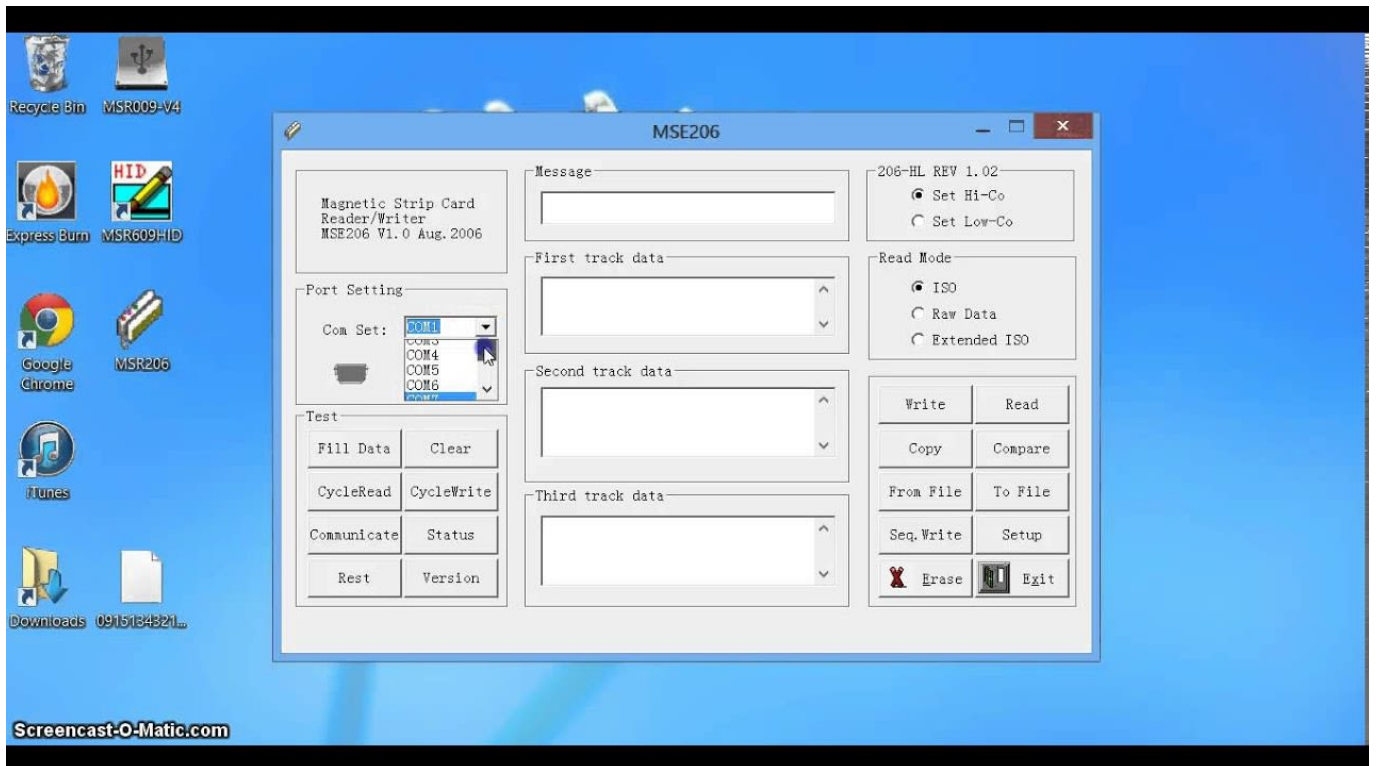 Recycle Bin
MSR009-V4
Express Burn
MSR609HID
HID
Google Chrome
MSR206
iTunes
Downloads
0915134321...
MSE206
Magnetic Strip Card
Reader/Writer
MSE206 V1.0 Aug.2006
Port Setting
Com Set:
COM1
COM3
COM4
COM5
COM6
COM7
Test
Fill Data
Clear
CycleRead
CycleWrite
Communicate
Status
Rest
Version
Message
First track data
Second track data
Third track data
206-HL REV 1.02
Set Hi-Co
Set Low-Co
Read Mode
ISO
Raw Data
Extended ISO
Write
Read
Copy
Compare
From File
To File
Seq.Write
Setup
Erase
Exit
Screencast-O-Matic.com